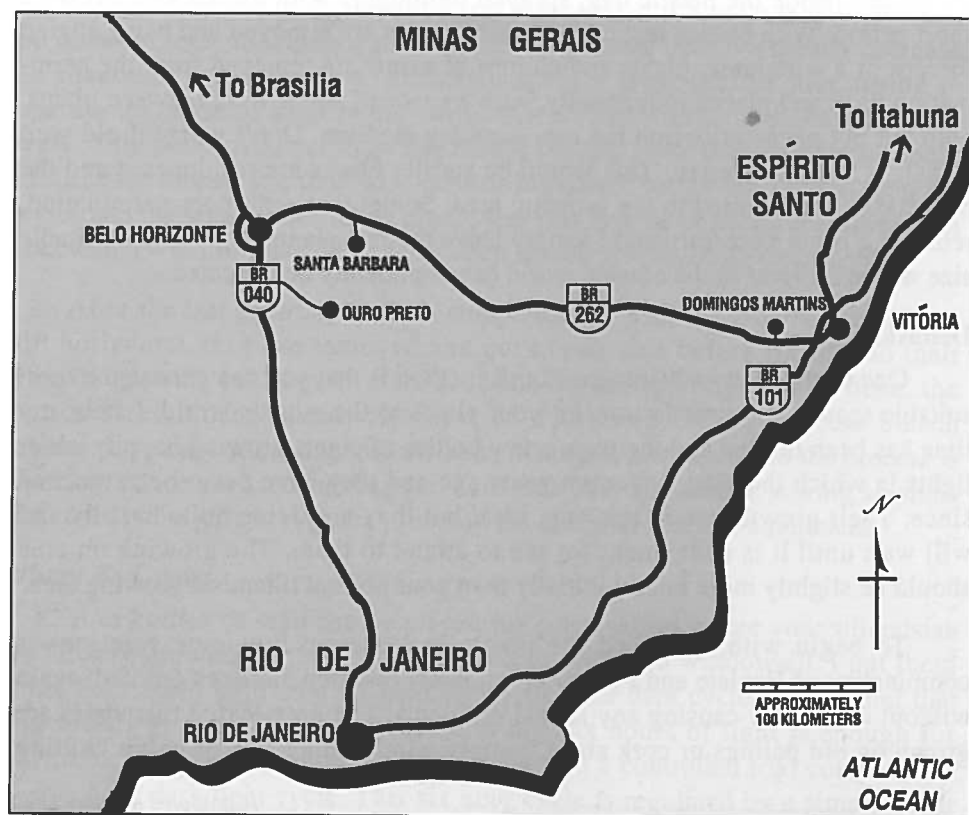 MINAS GERAIS
To Brasilia
To Itabuna
ESPÍRITO
SANTO
BELO HORIZONTE
SANTA BARBARA
BR
040
OURO PRETO
BR
262
DOMINGOS MARTINS
VITÓRIA
BR
101
N
RIO DE JANEIRO
RIO DE JANEIRO
APPROXIMATELY
100 KILOMETERS
ATLANTIC
OCEAN